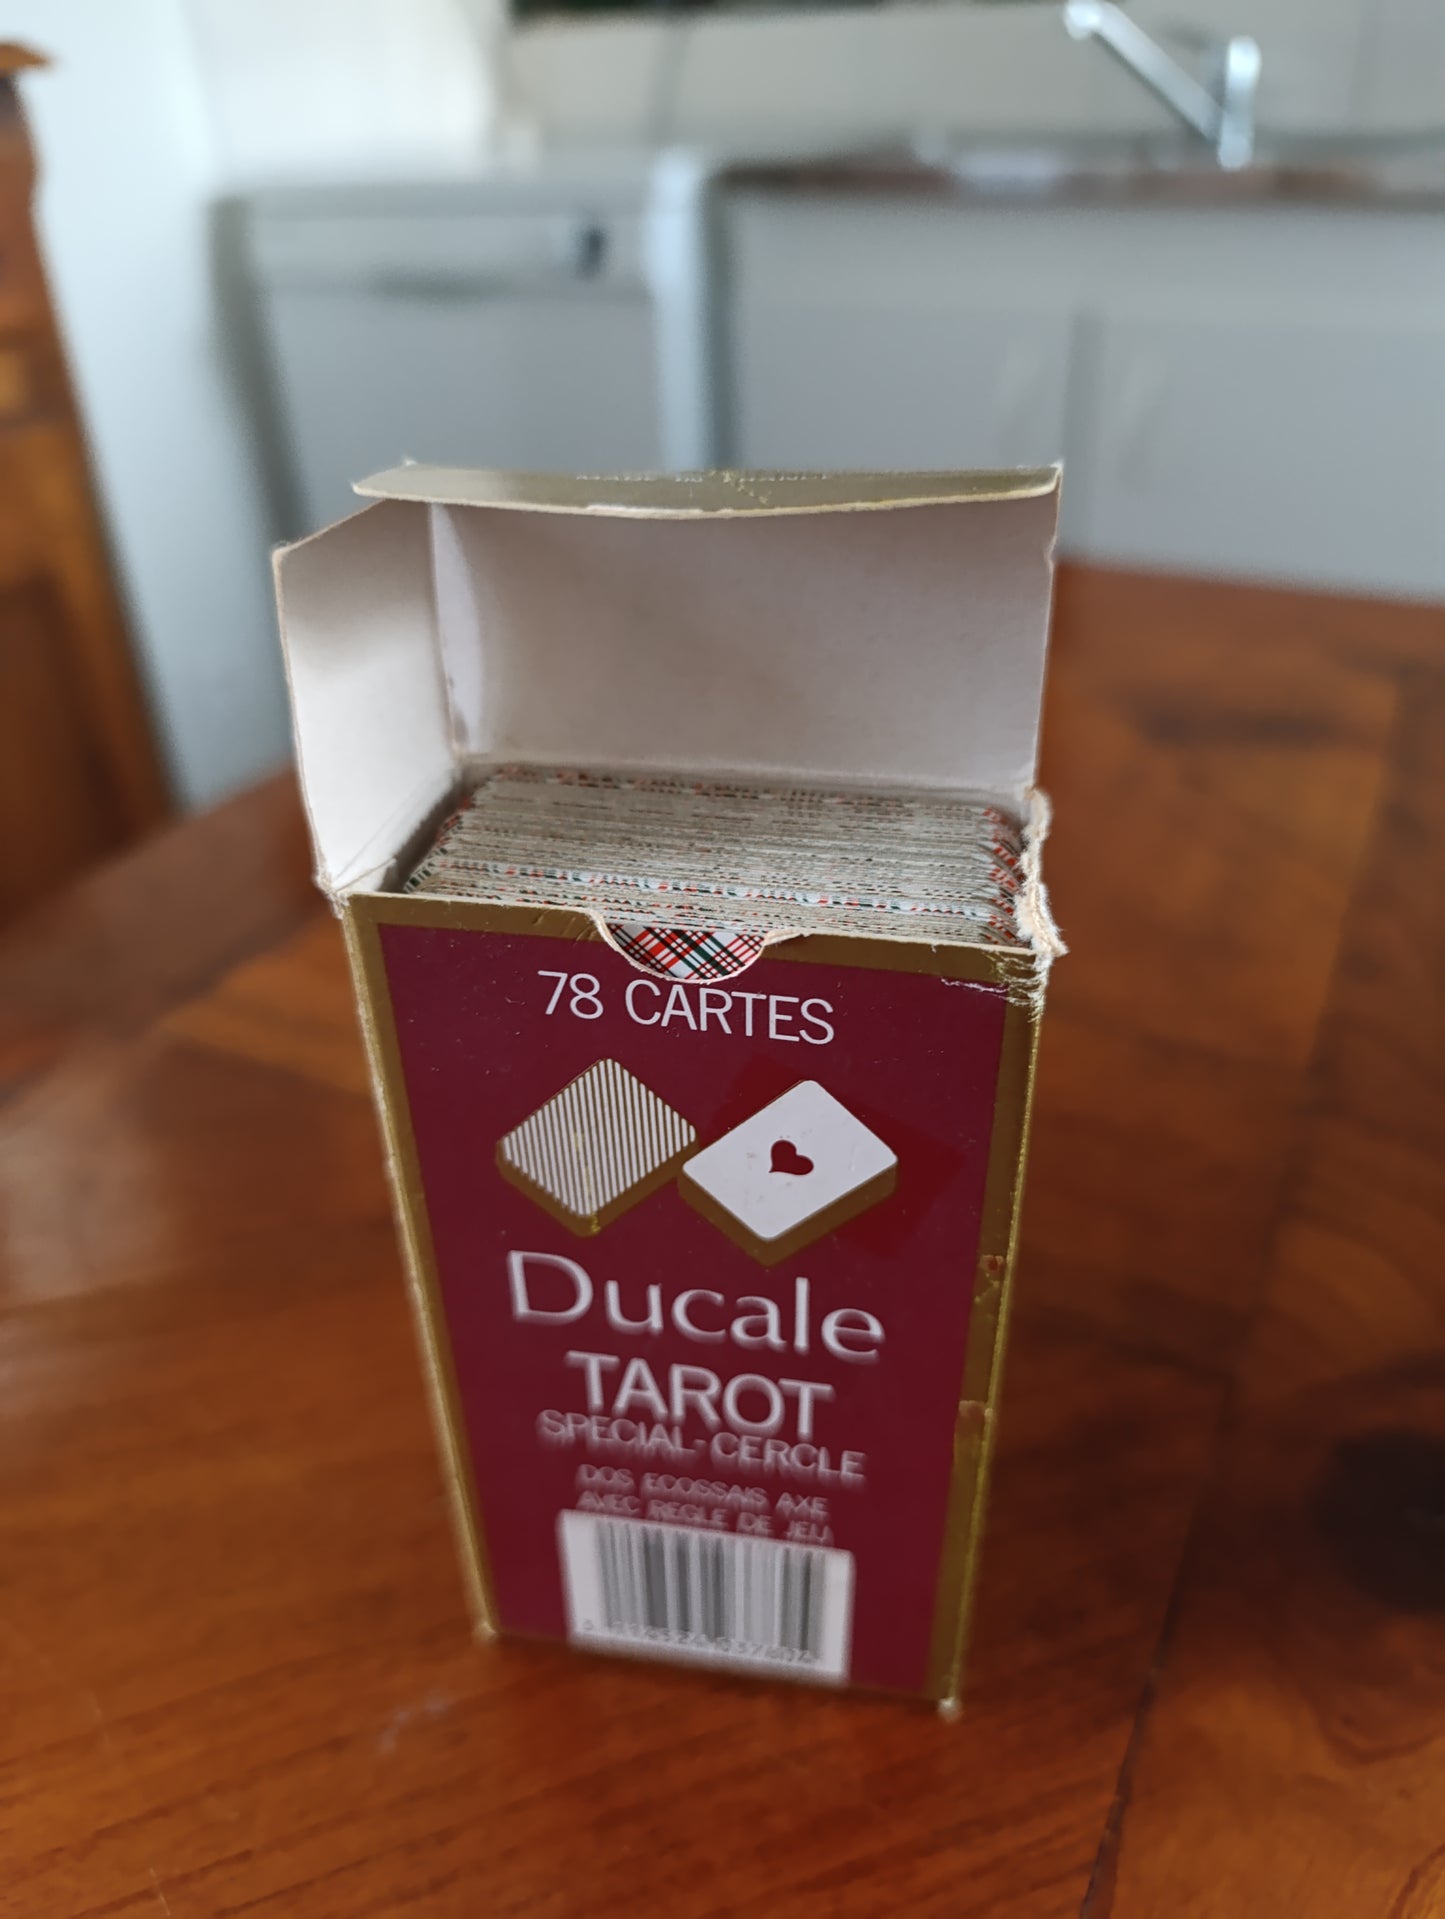 78 CARTES
Ducale
TAROT
SPECIAL-CERCLE
DOS ECOSSAIS AXE
AVEC REGLE DE JEU